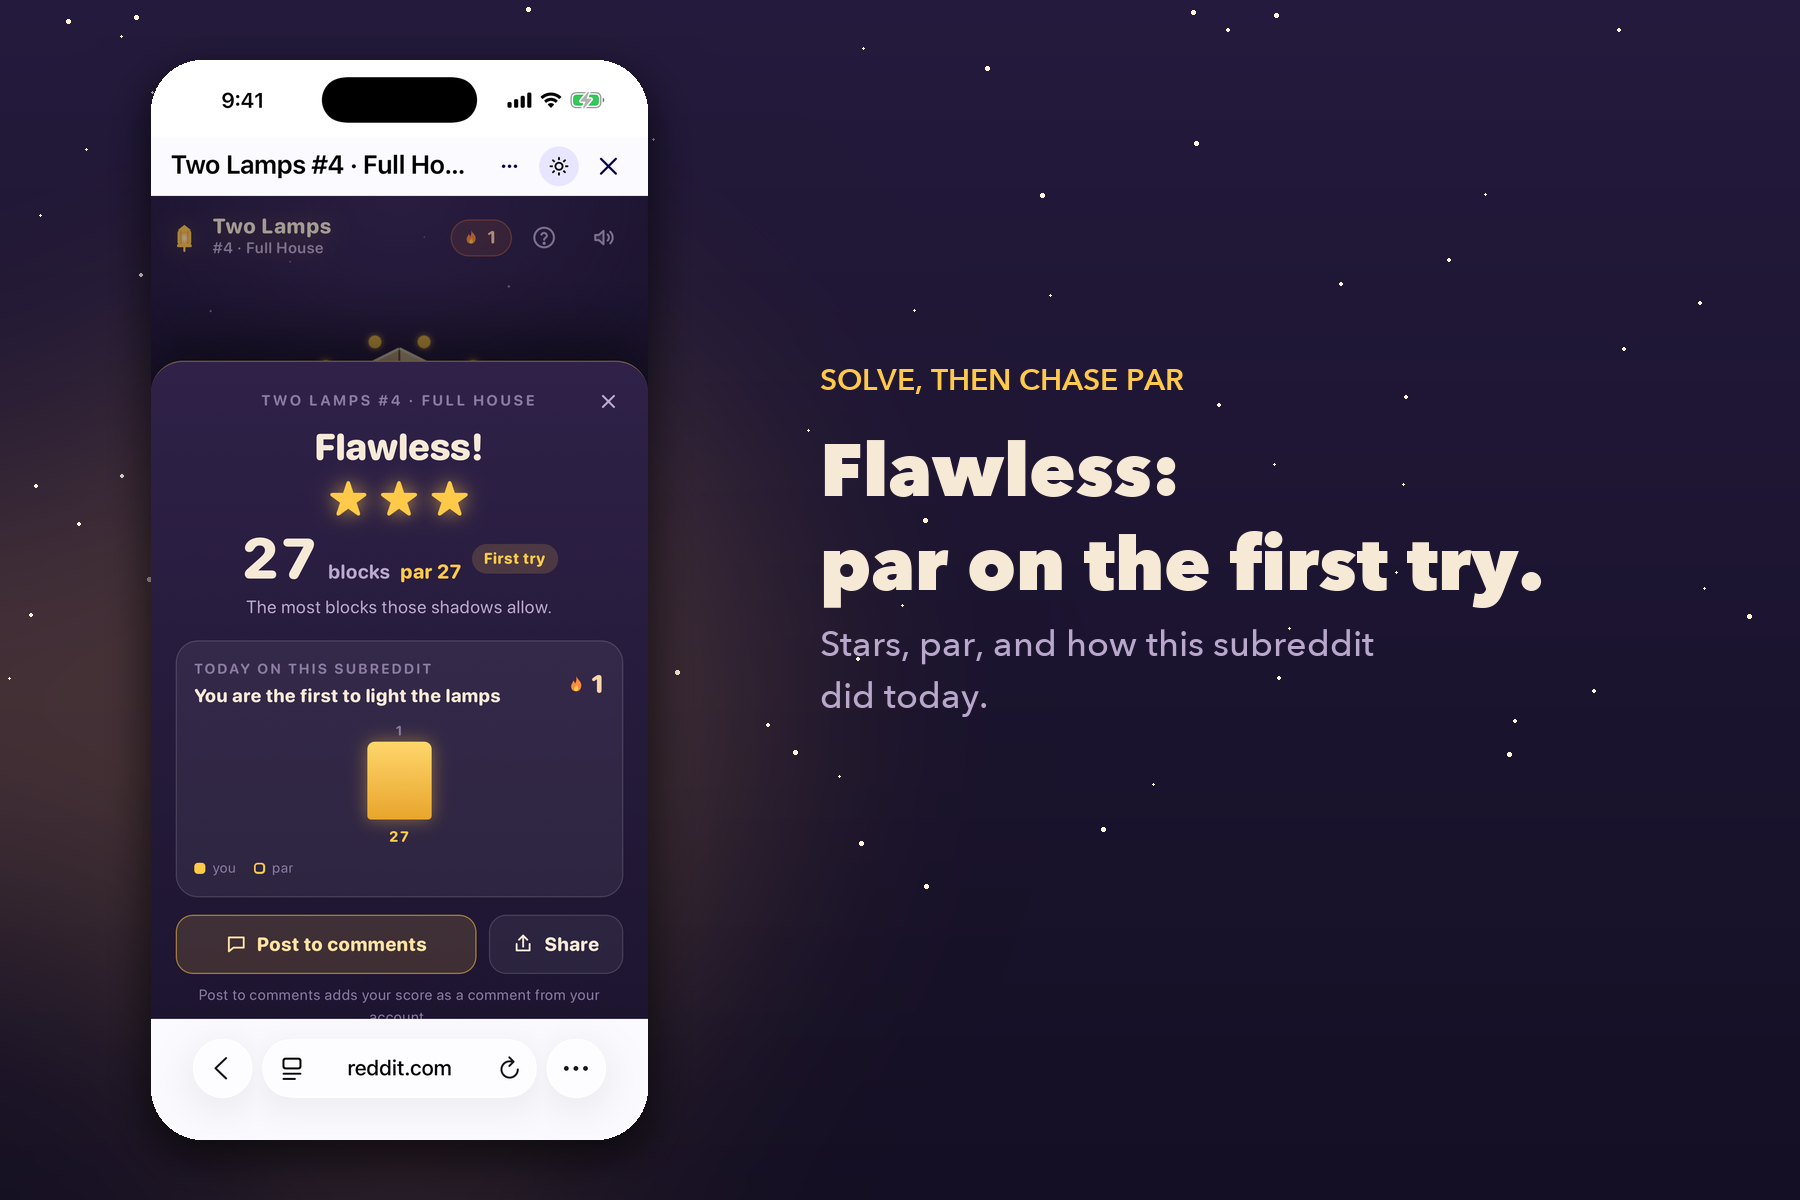 9:41
Two Lamps #4 · Full Ho...
Two Lamps
#4 · Full House
1
TWO LAMPS #4 · FULL HOUSE
Flawless!
27 blocks par 27 First try
The most blocks those shadows allow.
TODAY ON THIS SUBREDDIT
You are the first to light the lamps
1
1
27
you par
Post to comments
Share
Post to comments adds your score as a comment from your
account.
reddit.com
SOLVE, THEN CHASE PAR
Flawless:
par on the first try.
Stars, par, and how this subreddit
did today.